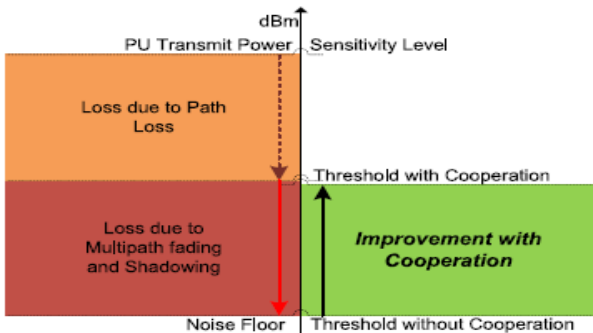 dBm
PU Transmit Power
Sensitivity Level
Loss due to Path
Loss
Threshold with Cooperation
Loss due to
Multipath fading
and Shadowing
Improvement with
Cooperation
Noise Floor
Threshold without Cooperation